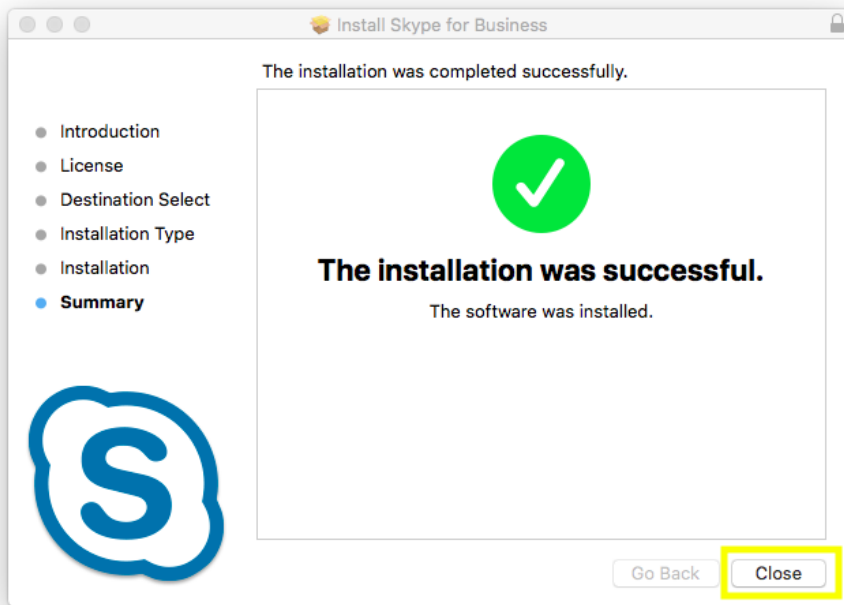 Install Skype for Business
The installation was completed successfully.
Introduction
License
Destination Select
Installation Type
Installation
Summary
The installation was successful.
The software was installed.
S
Go Back
Close